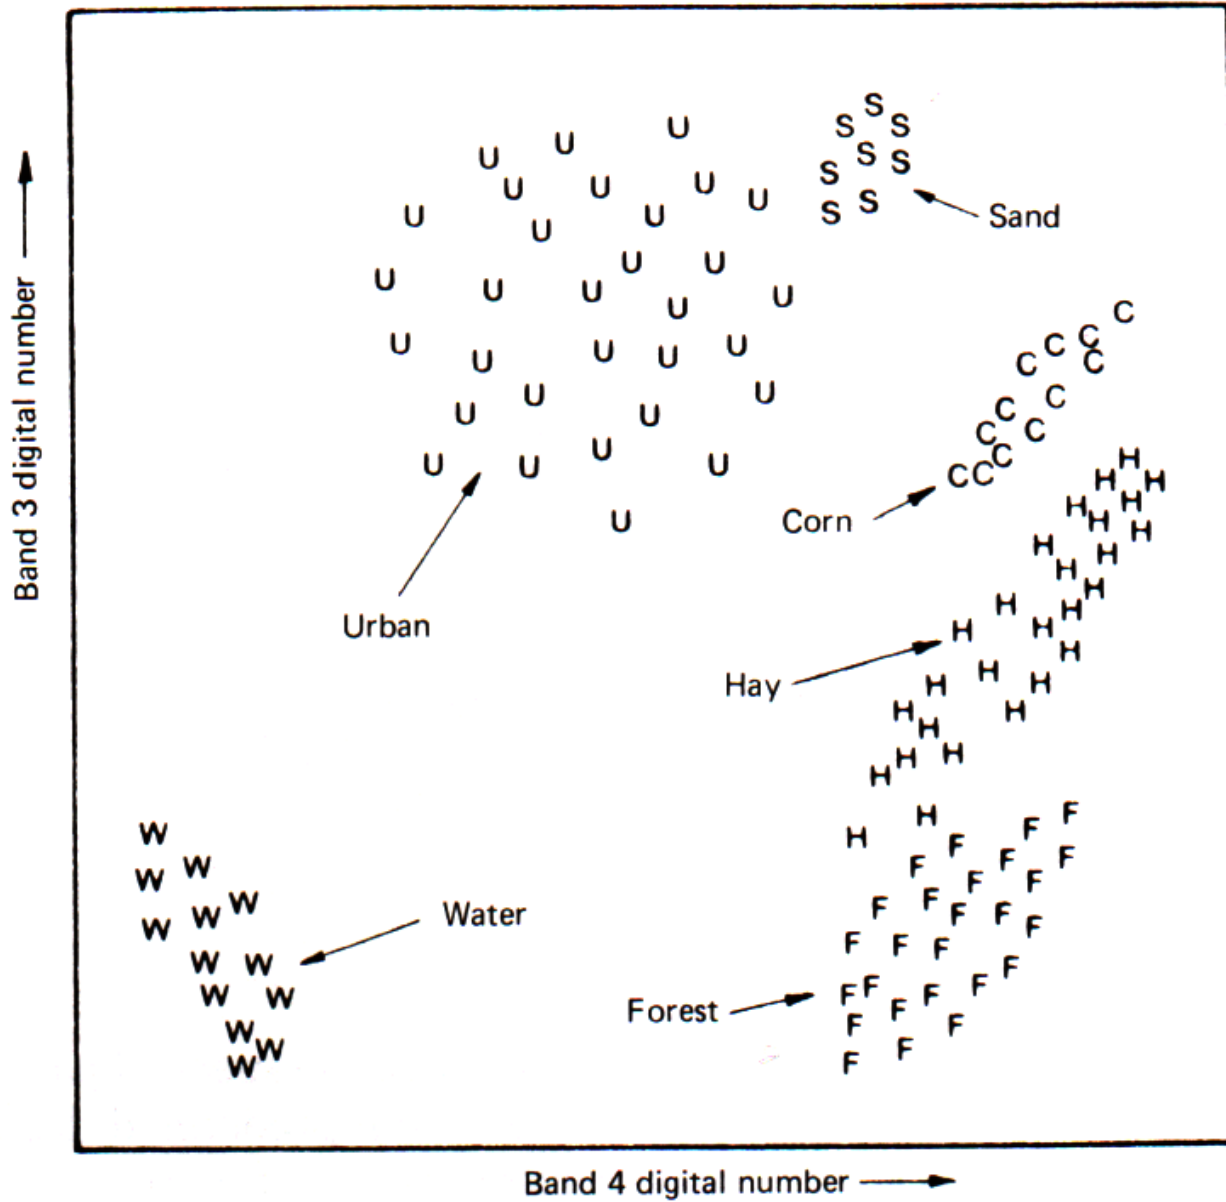 S
U U S S
U U S S
U U U U S
U U U S S
U Sand
U U
U U U U
U C
U C C
U U U U C C
U U U C
U U C
C C
U U U U C C C H
H H
Corn U H H H
H H
H H
H
H H
Urban H H
H
Hay H H H
H H
H
H H
H
W H H F F
W W F F F F
W W W F F F F F F
Water F
W W F F F
F
W W Forest F F F F
W F F F
W F F
W
Band 3 digital number
Band 4 digital number